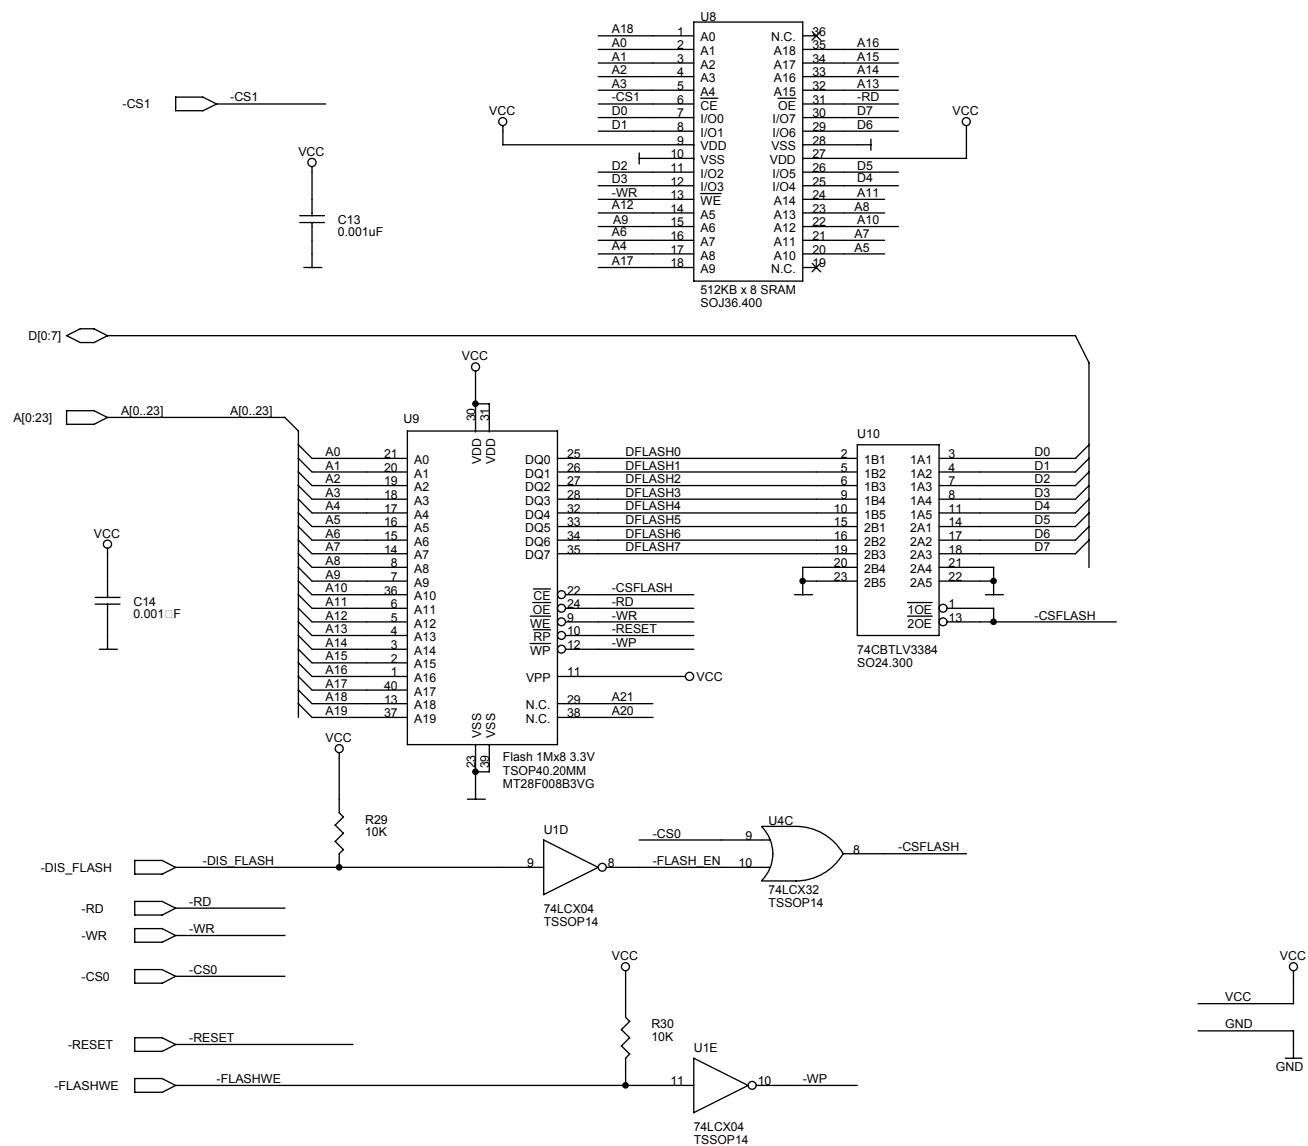 U8
A18 1 A0 N.C. 36
A0 2 A1 A18 35 A16
A1 3 A2 A17 34 A15
A2 4 A3 A16 33 A14
A3 5 A4 A15 32 A13
-CS1 -CS1 -CS1 6 CE OE 31 -RD
D0 7 I/O0 I/O7 30 D7
D1 8 I/O1 I/O6 29 D6
VCC 9 VDD VSS 28 VCC
10 VSS VDD 27
D2 11 I/O2 I/O5 26 D5
D3 12 I/O3 I/O4 25 D4
-WR 13 WE A14 24 A11
A12 14 A5 A13 23 A8
A9 15 A6 A12 22 A10
A6 16 A7 A11 21 A7
A4 17 A8 A10 20 A5
A17 18 A9 N.C. 19
512KB x 8 SRAM
SOJ36.400
VCC
C13
0.001uF
D[0:7]
A[0:23] A[0..23] A[0..23]
VCC
30 31
U9
VDD VDD
U10
A0 21 A0 DQ0 25 DFLASH0 2 1B1 1A1 3 D0
A1 20 A1 DQ1 26 DFLASH1 5 1B2 1A2 4 D1
A2 19 A2 DQ2 27 DFLASH2 6 1B3 1A3 7 D2
A3 18 A3 DQ3 28 DFLASH3 9 1B4 1A4 8 D3
A4 17 A4 DQ4 32 DFLASH4 10 1B5 1A5 11 D4
A5 16 A5 DQ5 33 DFLASH5 15 2B1 2A1 14 D5
A6 15 A6 DQ6 34 DFLASH6 16 2B2 2A2 17 D6
A7 14 A7 DQ7 35 DFLASH7 19 2B3 2A3 18 D7
A8 8 A8 20 2B4 2A4 21
A9 7 A9 23 2B5 2A5 22
A10 36 A10 CE 22 -CSFLASH
A11 6 A11 OE 24 -RD 1OE 1
A12 5 A12 WE 9 -WR 2OE 13 -CSFLASH
A13 4 A13 RP 10 -RESET
A14 3 A14 WP 12 -WP
A15 2 A15
A16 1 A16 VPP 11 VCC
A17 40 A17
A18 13 A18 N.C. 29 A21
A19 37 A19 N.C. 38 A20
VSS VSS
23 39
74CBTLV3384
SO24.300
VCC
C14
0.001□F
Flash 1Mx8 3.3V
TSOP40.20MM
MT28F008B3VG
VCC
R29
10K
-DIS_FLASH -DIS_FLASH 9 U1D 8 -FLASH_EN 10
74LCX04
TSSOP14
-CS0 9 U4C 8 -CSFLASH
74LCX32
TSSOP14
-RD -RD
-WR -WR
-CS0 -CS0
-RESET -RESET
VCC
R30
10K
-FLASHWE -FLASHWE 11 U1E 10 -WP
74LCX04
TSSOP14
VCC
VCC
GND
GND